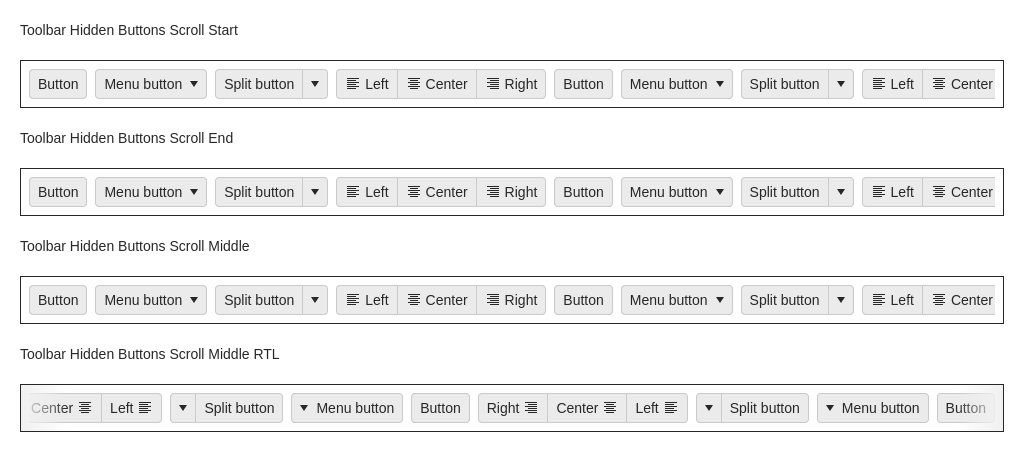 Toolbar Hidden Buttons Scroll Start
Button Menu button Split button Left Center Right Button Menu button Split button Left Center
Toolbar Hidden Buttons Scroll End
Button Menu button Split button Left Center Right Button Menu button Split button Left Center
Toolbar Hidden Buttons Scroll Middle
Button Menu button Split button Left Center Right Button Menu button Split button Left Center
Toolbar Hidden Buttons Scroll Middle RTL
Center Left Split button Menu button Button Right Center Left Split button Menu button Button